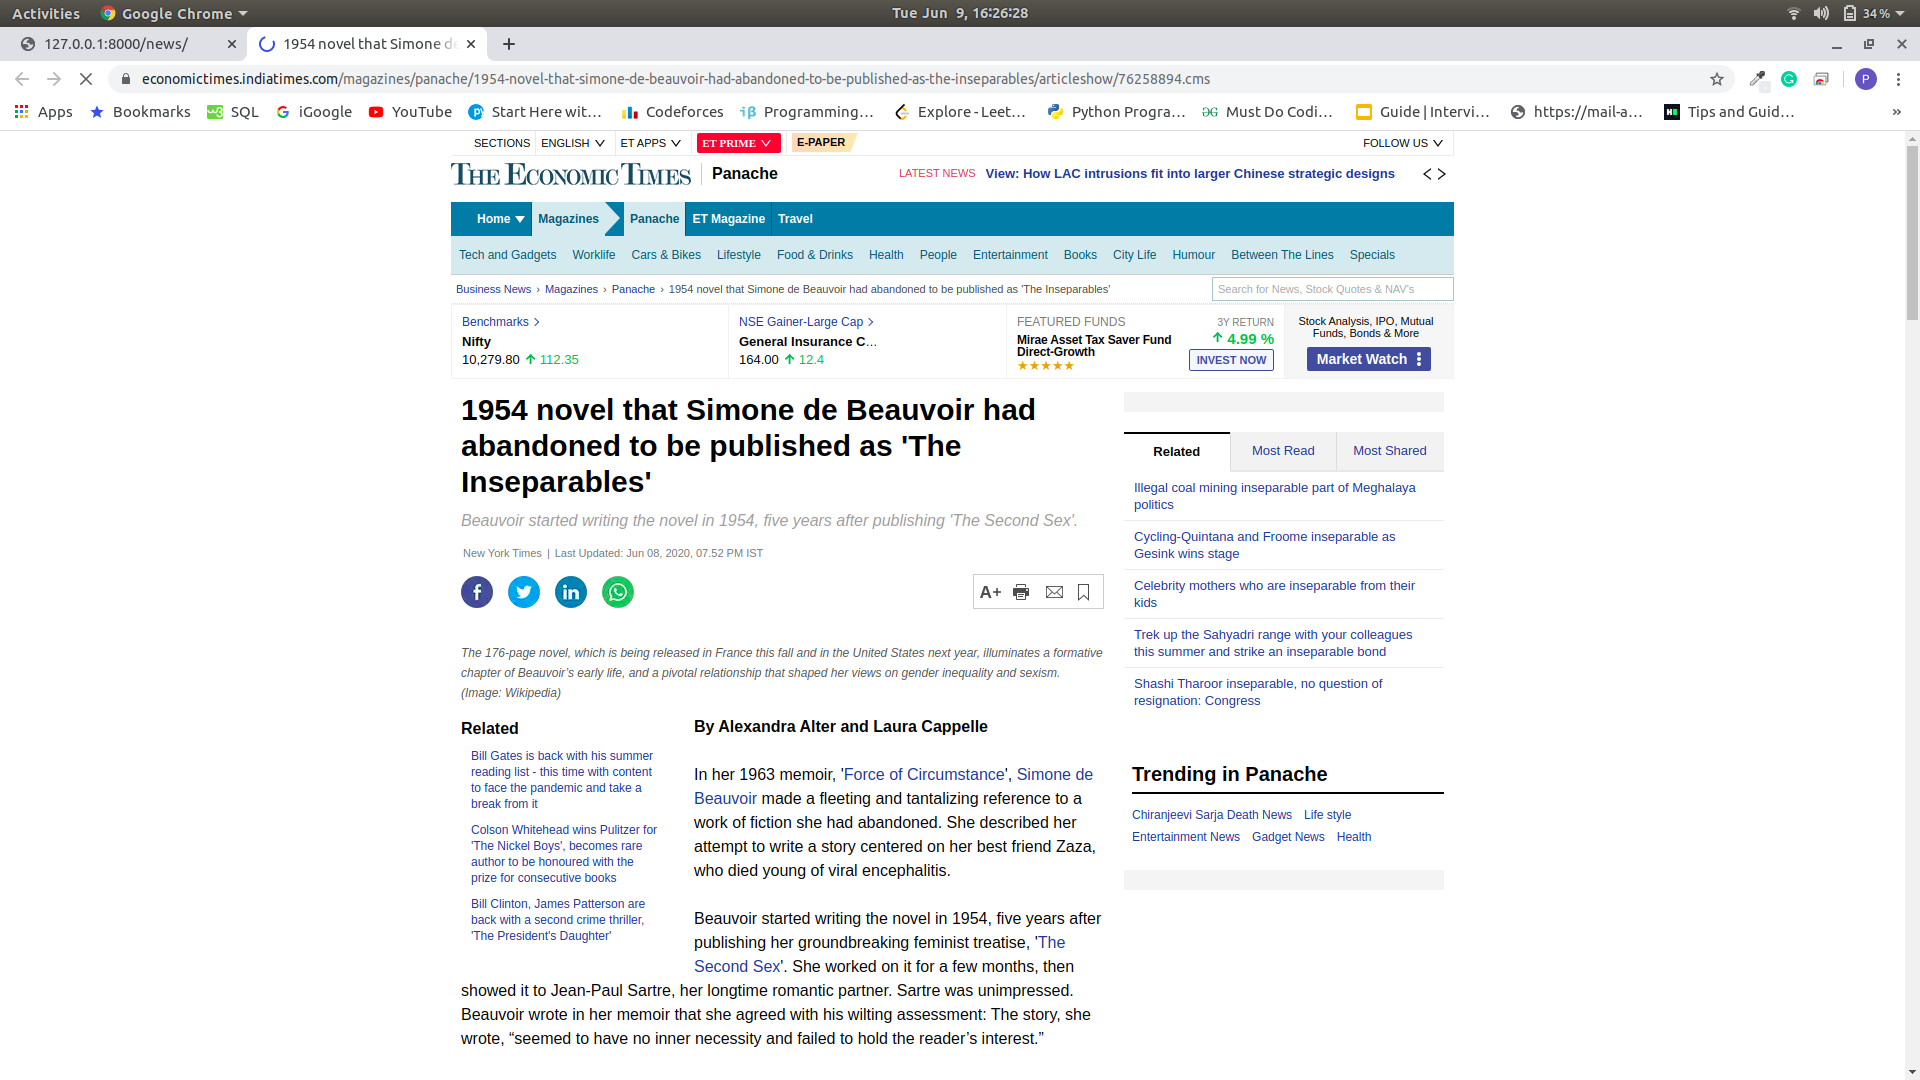 Activities Google Chrome Tue Jun 9, 16:26:28 34 %
127.0.0.1:8000/news/ 1954 novel that Simone de
economictimes.indiatimes.com/magazines/panache/1954-novel-that-simone-de-beauvoir-had-abandoned-to-be-published-as-the-inseparables/articleshow/76258894.cms P
Apps Bookmarks SQL iGoogle YouTube Start Here wit... Codeforces Programming... Explore - Leet... Python Progra... Must Do Codi... Guide | Intervi... https://mail-a... Tips and Guid... »
SECTIONS ENGLISH ET APPS ET PRIME E-PAPER FOLLOW US
THE ECONOMIC TIMES Panache LATEST NEWS View: How LAC intrusions fit into larger Chinese strategic designs
Home Magazines Panache ET Magazine Travel
Tech and Gadgets Worklife Cars & Bikes Lifestyle Food & Drinks Health People Entertainment Books City Life Humour Between The Lines Specials
Business News › Magazines › Panache › 1954 novel that Simone de Beauvoir had abandoned to be published as 'The Inseparables' Search for News, Stock Quotes & NAV's
Benchmarks
Nifty
10,279.80 112.35
NSE Gainer-Large Cap
General Insurance C...
164.00 12.4
FEATURED FUNDS 3Y RETURN
Mirae Asset Tax Saver Fund 4.99 %
Direct-Growth
★★★★★ INVEST NOW
Stock Analysis, IPO, Mutual
Funds, Bonds & More
Market Watch
1954 novel that Simone de Beauvoir had
abandoned to be published as 'The
Inseparables'
Beauvoir started writing the novel in 1954, five years after publishing 'The Second Sex'.
New York Times | Last Updated: Jun 08, 2020, 07.52 PM IST
A+
The 176-page novel, which is being released in France this fall and in the United States next year, illuminates a formative
chapter of Beauvoir’s early life, and a pivotal relationship that shaped her views on gender inequality and sexism.
(Image: Wikipedia)
Related
Bill Gates is back with his summer
reading list - this time with content
to face the pandemic and take a
break from it
Colson Whitehead wins Pulitzer for
'The Nickel Boys', becomes rare
author to be honoured with the
prize for consecutive books
Bill Clinton, James Patterson are
back with a second crime thriller,
'The President's Daughter'
By Alexandra Alter and Laura Cappelle
In her 1963 memoir, 'Force of Circumstance', Simone de
Beauvoir made a fleeting and tantalizing reference to a
work of fiction she had abandoned. She described her
attempt to write a story centered on her best friend Zaza,
who died young of viral encephalitis.
Beauvoir started writing the novel in 1954, five years after
publishing her groundbreaking feminist treatise, 'The
Second Sex'. She worked on it for a few months, then
showed it to Jean-Paul Sartre, her longtime romantic partner. Sartre was unimpressed.
Beauvoir wrote in her memoir that she agreed with his wilting assessment: The story, she
wrote, “seemed to have no inner necessity and failed to hold the reader’s interest.”
Related Most Read Most Shared
Illegal coal mining inseparable part of Meghalaya
politics
Cycling-Quintana and Froome inseparable as
Gesink wins stage
Celebrity mothers who are inseparable from their
kids
Trek up the Sahyadri range with your colleagues
this summer and strike an inseparable bond
Shashi Tharoor inseparable, no question of
resignation: Congress
Trending in Panache
Chiranjeevi Sarja Death News Life style
Entertainment News Gadget News Health